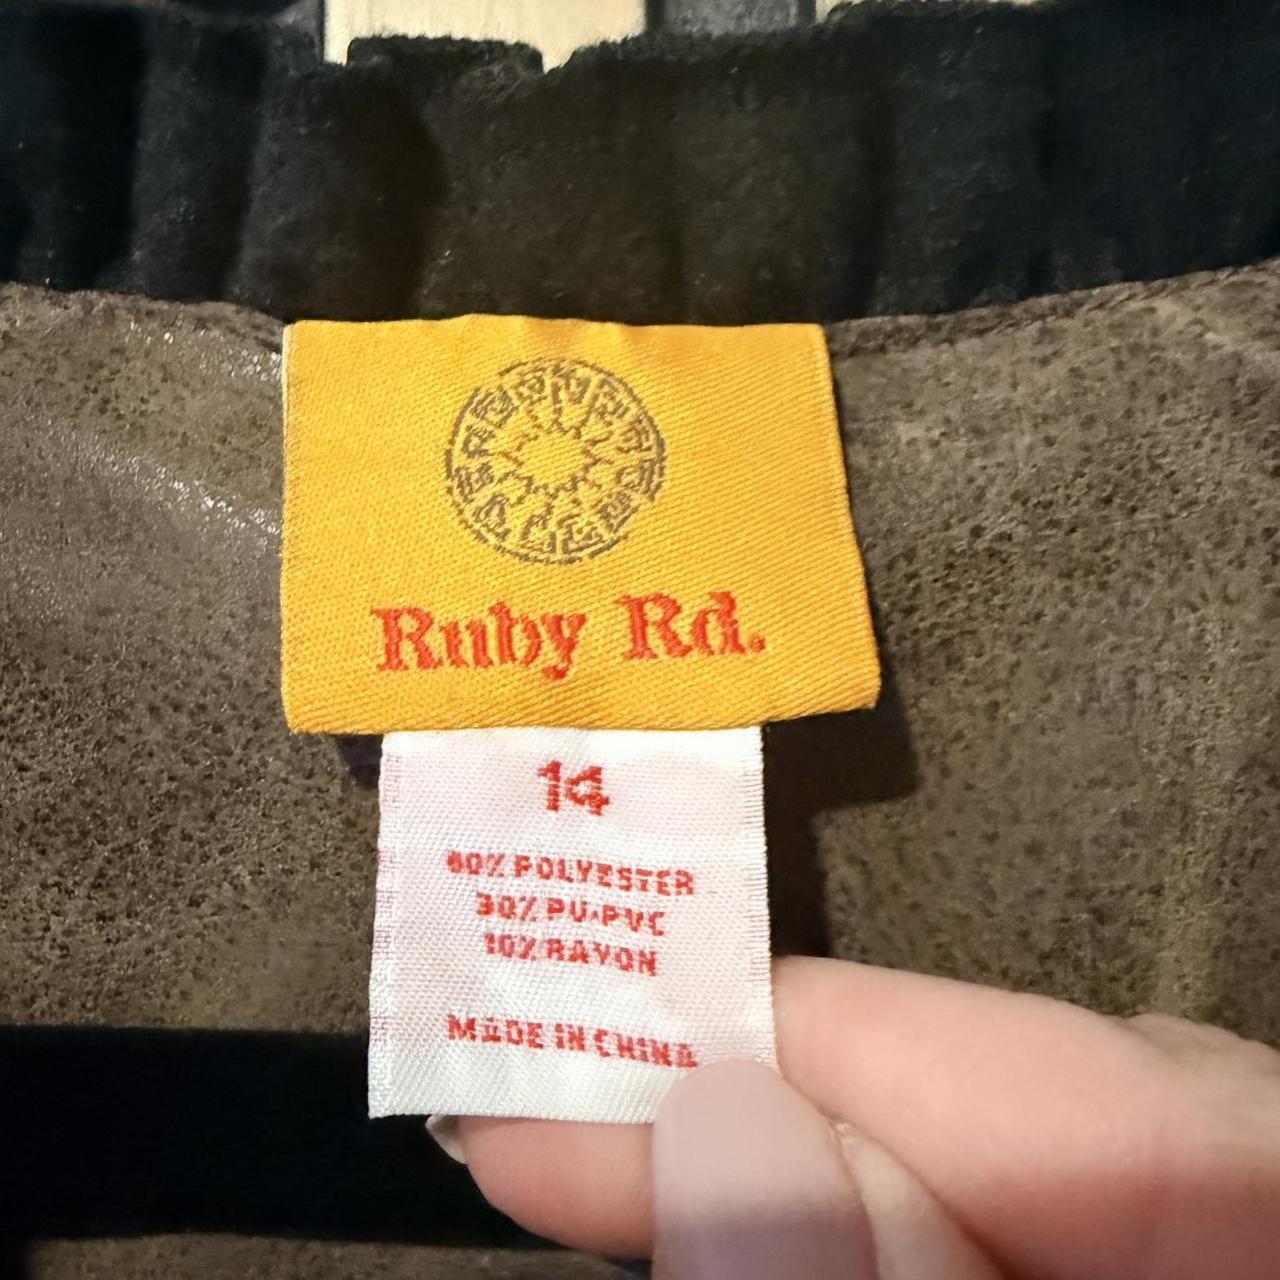 Ruby Rd.
14
60% POLYESTER
30% PU·PVC
10% RAYON
MADE IN CHINA